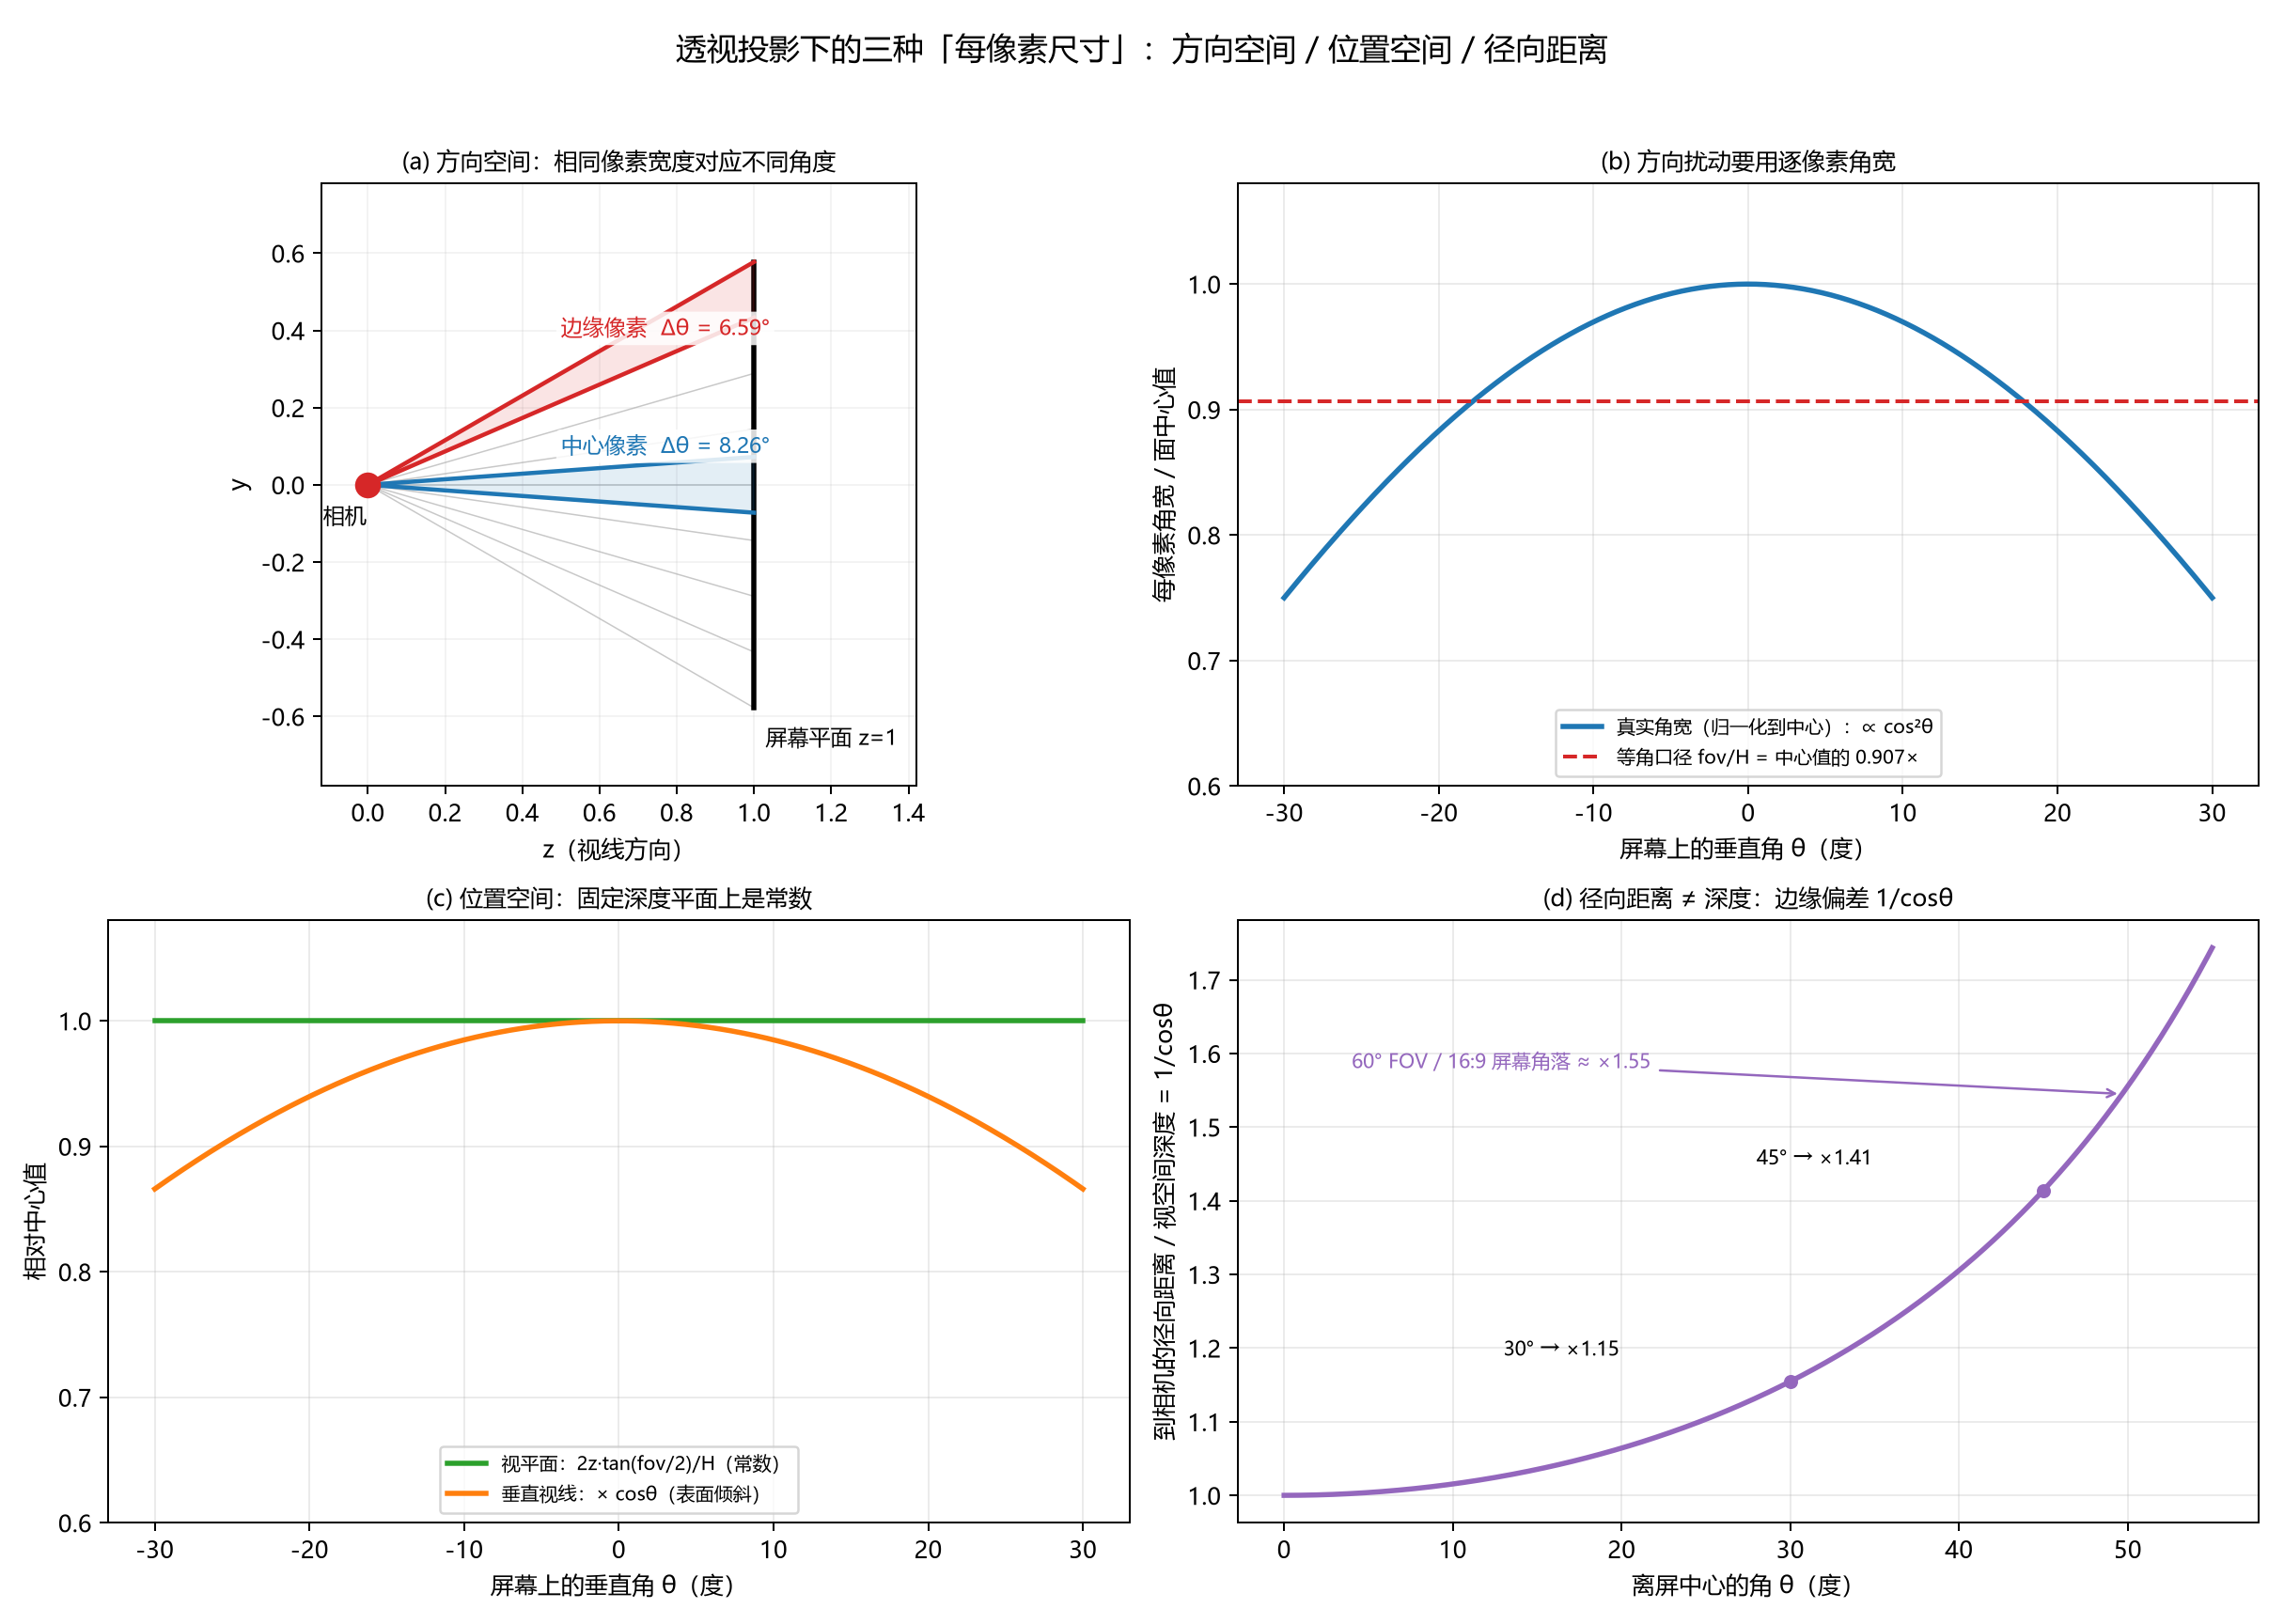 透视投影下的三种「每像素尺寸」：方向空间 / 位置空间 / 径向距离
(a) 方向空间：相同像素宽度对应不同角度
y
0.6
0.4
0.2
0.0
-0.2
-0.4
-0.6
边缘像素 Δθ = 6.59°
中心像素 Δθ = 8.26°
相机
屏幕平面 z=1
0.0 0.2 0.4 0.6 0.8 1.0 1.2 1.4
z（视线方向）
(b) 方向扰动要用逐像素角宽
每像素角宽 / 面中心值
1.0
0.9
0.8
0.7
0.6
真实角宽（归一化到中心）：∝ cos²θ
等角口径 fov/H = 中心值的 0.907×
-30 -20 -10 0 10 20 30
屏幕上的垂直角 θ（度）
(c) 位置空间：固定深度平面上是常数
相对中心值
1.0
0.9
0.8
0.7
0.6
视平面：2z·tan(fov/2)/H（常数）
垂直视线：× cosθ（表面倾斜）
-30 -20 -10 0 10 20 30
屏幕上的垂直角 θ（度）
(d) 径向距离 ≠ 深度：边缘偏差 1/cosθ
到相机的径向距离 / 视空间深度 = 1/cosθ
1.7
1.6
1.5
1.4
1.3
1.2
1.1
1.0
60° FOV / 16:9 屏幕角落 ≈ ×1.55
45° → ×1.41
30° → ×1.15
0 10 20 30 40 50
离屏中心的角 θ（度）